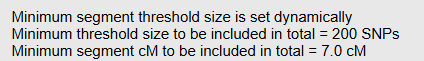 Minimum segment threshold size is set dynamically
Minimum threshold size to be included in total = 200 SNPs
Minimum segment cM to be included in total = 7.0 cM